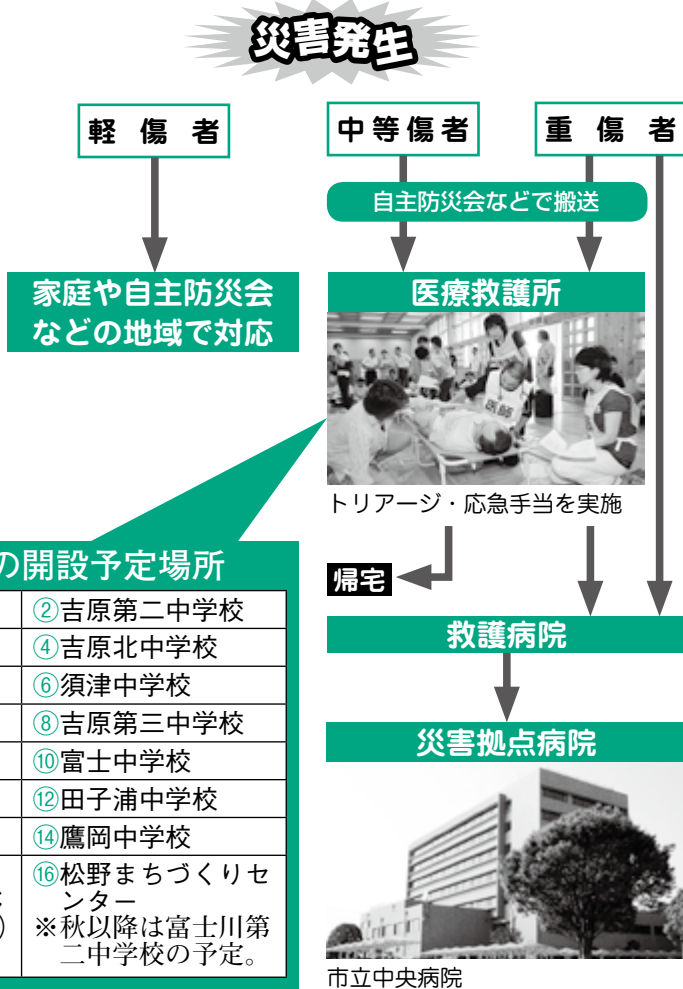 災害発生
軽傷者
中等傷者
重傷者
自主防災会などで搬送
家庭や自主防災会
などの地域で対応
医療救護所
医師
トリアージ・応急手当を実施
帰宅
救護病院
災害拠点病院
市立中央病院
の開設予定場所
②吉原第二中学校
④吉原北中学校
⑥須津中学校
⑧吉原第三中学校
⑩富士中学校
⑫田子浦中学校
⑭鷹岡中学校
⑯松野まちづくりセ
ンター
※秋以降は富士川第
二中学校の予定。
)